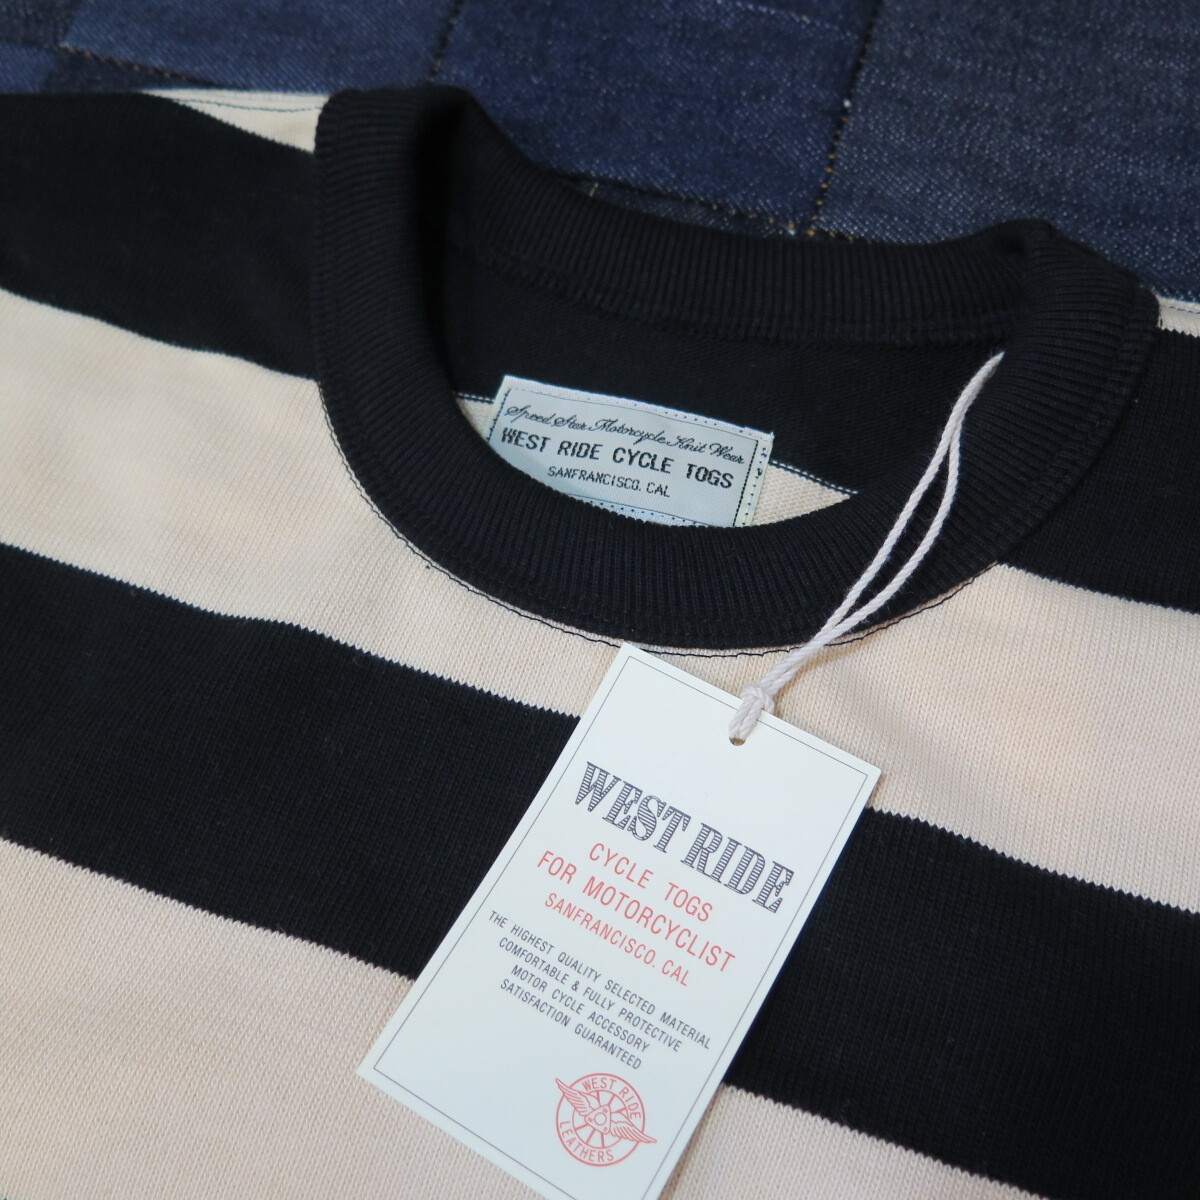 Speed Star Motorcycle Knit Wear
WEST RIDE CYCLE TOGS
SANFRANCISCO. CAL
WEST RIDE
CYCLE TOGS
FOR MOTORCYCLIST
SANFRANCISCO. CAL
THE HIGHEST QUALITY SELECTED MATERIAL
COMFORTABLE & FULLY PROTECTIVE
MOTOR CYCLE ACCESSORY
SATISFACTION GUARANTEED
WEST RIDE
LEATHERS